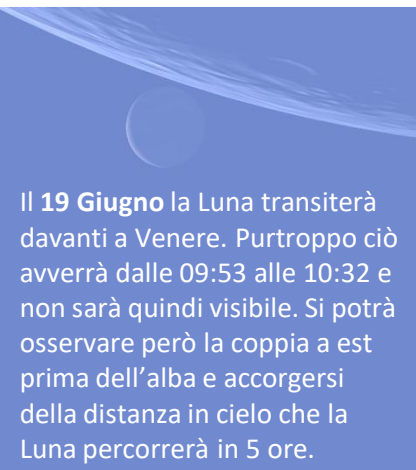 Il 19 Giugno la Luna transiterà
davanti a Venere. Purtroppo ciò
avverrà dalle 09:53 alle 10:32 e
non sarà quindi visibile. Si potrà
osservare però la coppia a est
prima dell’alba e accorgersi
della distanza in cielo che la
Luna percorrerà in 5 ore.